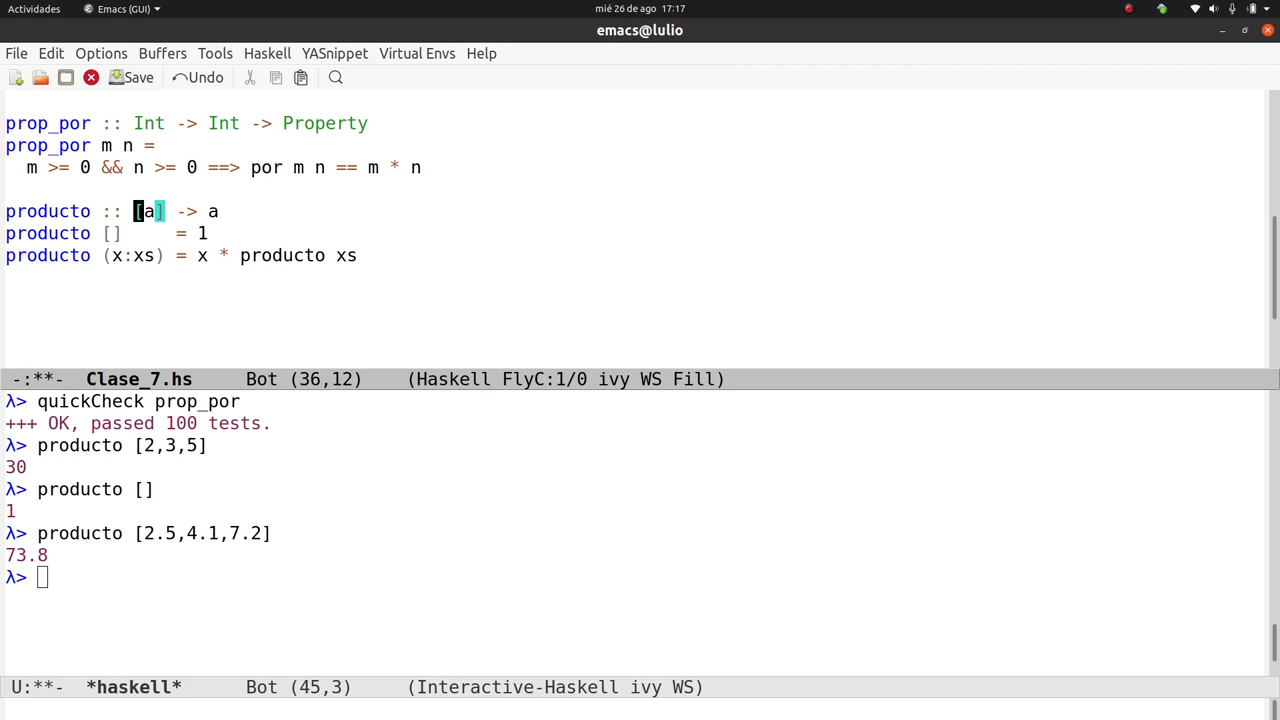 Actividades Emacs (GUI) mié 26 de ago 17:17
emacs@lulio
File Edit Options Buffers Tools Haskell YASnippet Virtual Envs Help
Save Undo
prop_por :: Int -> Int -> Property
prop_por m n =
  m >= 0 && n >= 0 ==> por m n == m * n
producto :: [a] -> a
producto []     = 1
producto (x:xs) = x * producto xs
-:**-  Clase_7.hs     Bot (36,12)    (Haskell FlyC:1/0 ivy WS Fill)
λ> quickCheck prop_por
+++ OK, passed 100 tests.
λ> producto [2,3,5]
30
λ> producto []
1
λ> producto [2.5,4.1,7.2]
73.8
λ>
U:**-  *haskell*      Bot (45,3)     (Interactive-Haskell ivy WS)